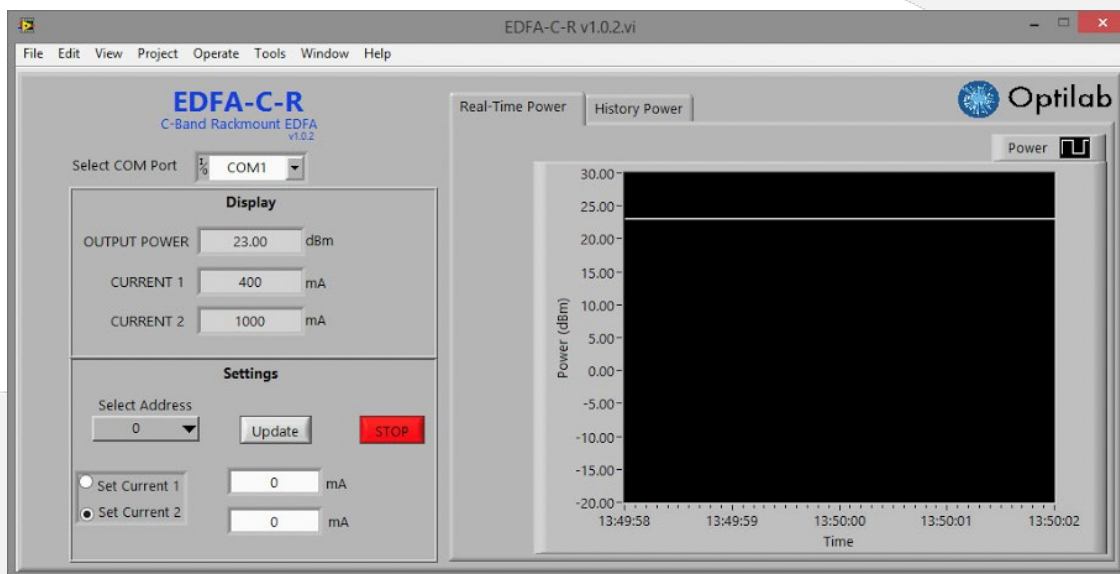 EDFA-C-R v1.0.2.vi
File Edit View Project Operate Tools Window Help
EDFA-C-R
C-Band Rackmount EDFA
v1.0.2
Select COM Port I/O COM1
Display
OUTPUT POWER 23.00 dBm
CURRENT 1 400 mA
CURRENT 2 1000 mA
Settings
Select Address
0 Update STOP
Set Current 1 0 mA
Set Current 2 0 mA
Real-Time Power History Power
Optilab
Power
30.00
25.00
20.00
15.00
10.00
5.00
0.00
-5.00
-10.00
-15.00
-20.00
Power (dBm)
13:49:58 13:49:59 13:50:00 13:50:01 13:50:02
Time